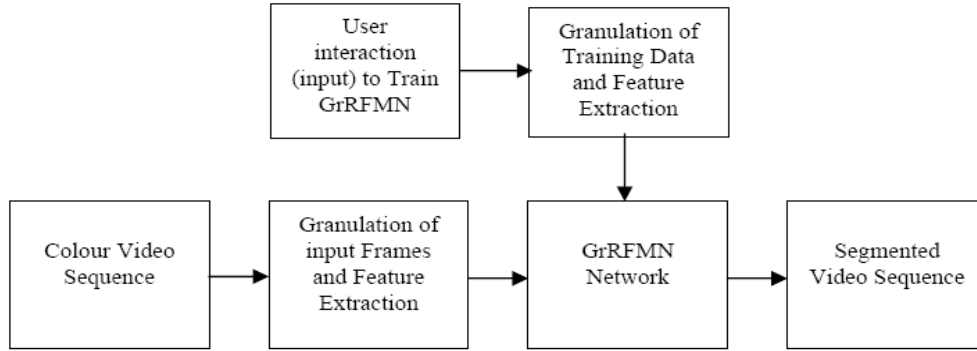 User
interaction
(input) to Train
GrRFMN
Granulation of
Training Data
and Feature
Extraction
Colour Video
Sequence
Granulation of
input Frames
and Feature
Extraction
GrRFMN
Network
Segmented
Video Sequence